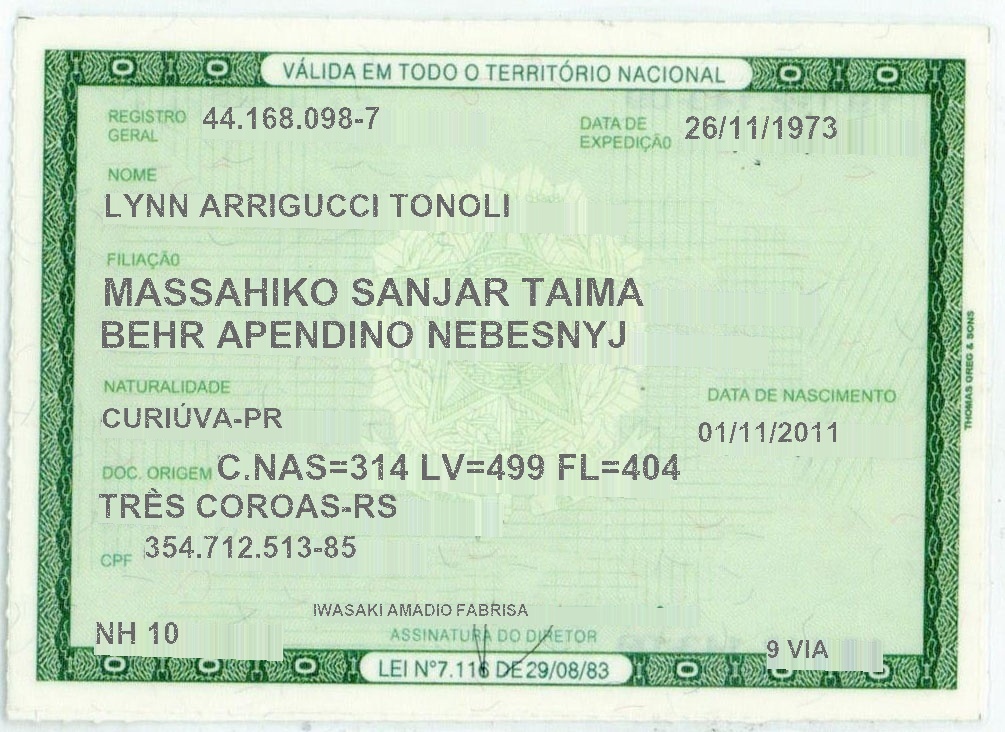 VÁLIDA EM TODO O TERRITÓRIO NACIONAL
REGISTRO GERAL 44.168.098-7
DATA DE EXPEDIÇÃO 26/11/1973
NOME
LYNN ARRIGUCCI TONOLI
FILIAÇÃO
MASSAHIKO SANJAR TAIMA
BEHR APENDINO NEBESNYJ
NATURALIDADE
CURIÚVA-PR
DATA DE NASCIMENTO
01/11/2011
DOC. ORIGEM C.NAS=314 LV=499 FL=404
TRÈS COROAS-RS
CPF 354.712.513-85
IWASAKI AMADIO FABRISA
NH 10
ASSINATURA DO DIRETOR
9 VIA
LEI Nº7.116 DE 29/08/83
THOMAS GREG & SONS